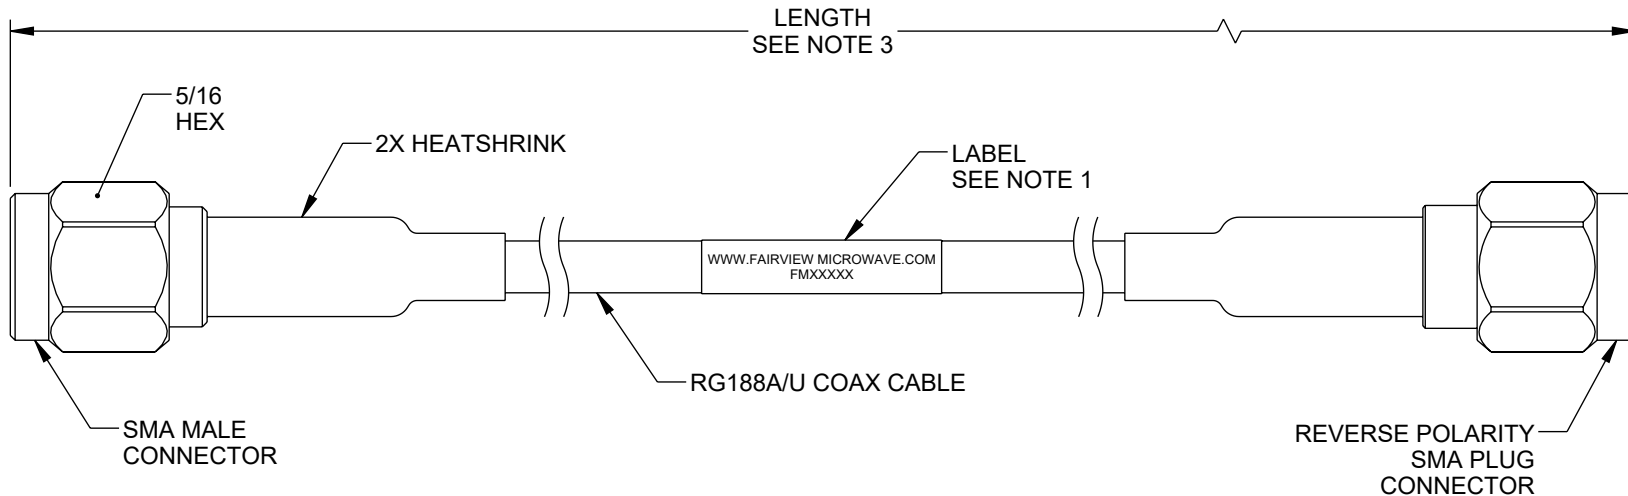 LENGTH
SEE NOTE 3
5/16
HEX
2X HEATSHRINK
LABEL
SEE NOTE 1
WWW.FAIRVIEW MICROWAVE.COM
FMXXXXX
RG188A/U COAX CABLE
SMA MALE
CONNECTOR
REVERSE POLARITY
SMA PLUG
CONNECTOR